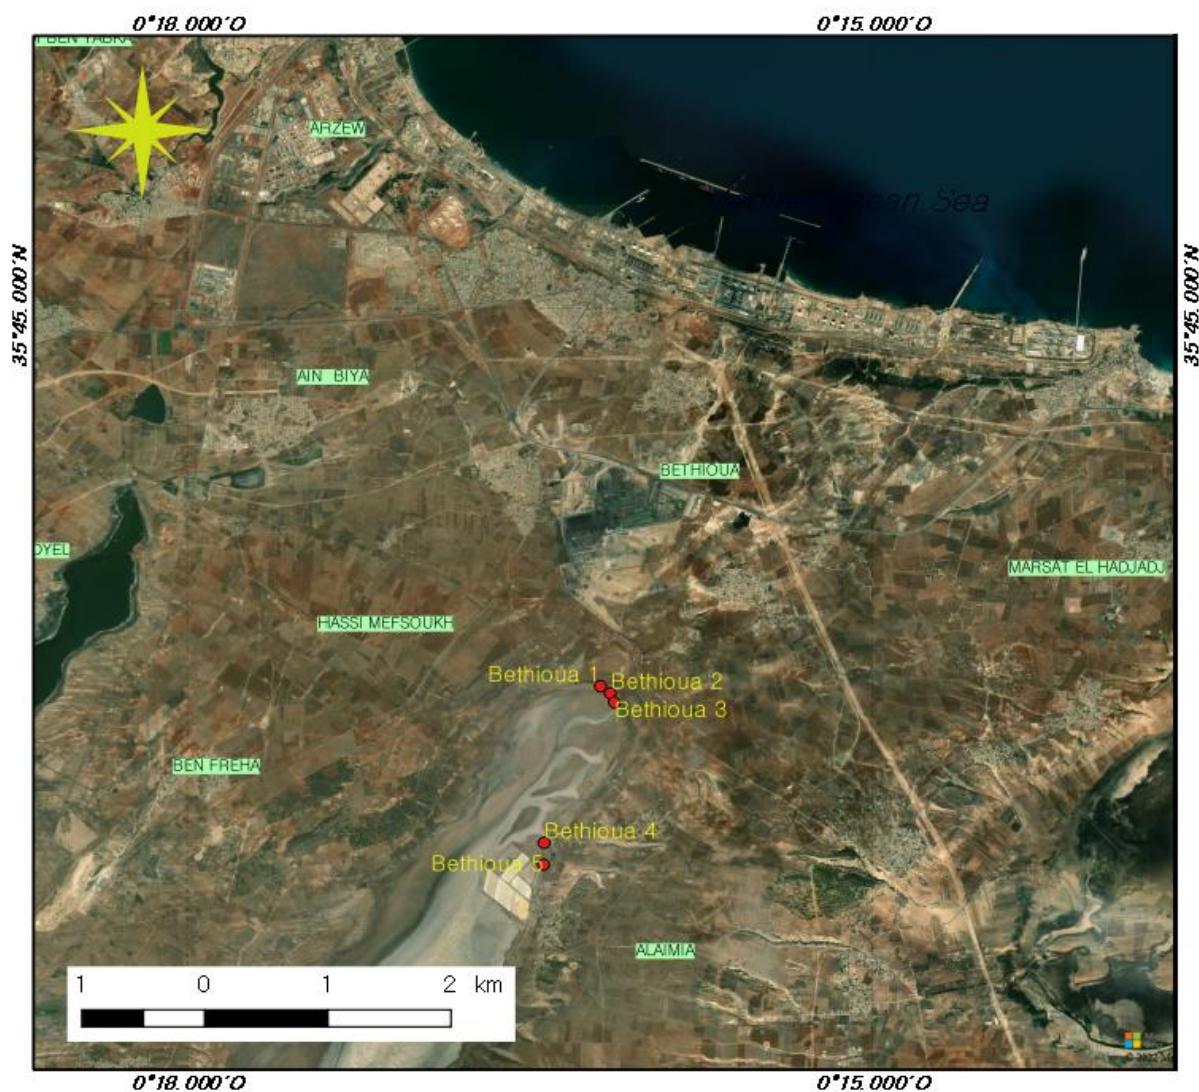 0°18.000'O
0°15.000'O
ARZEW
ean Sea
35°45.000'N
35°45.000'N
AIN BIYA
BETHIOUA
OYEL
MARSAT EL HADJADJ
HASSI MEFSOUKH
Bethioua 1
Bethioua 2
Bethioua 3
BEN FREHA
Bethioua 4
Bethioua 5
ALAIMIA
1 0 1 2 km
0°18.000'O
0°15.000'O